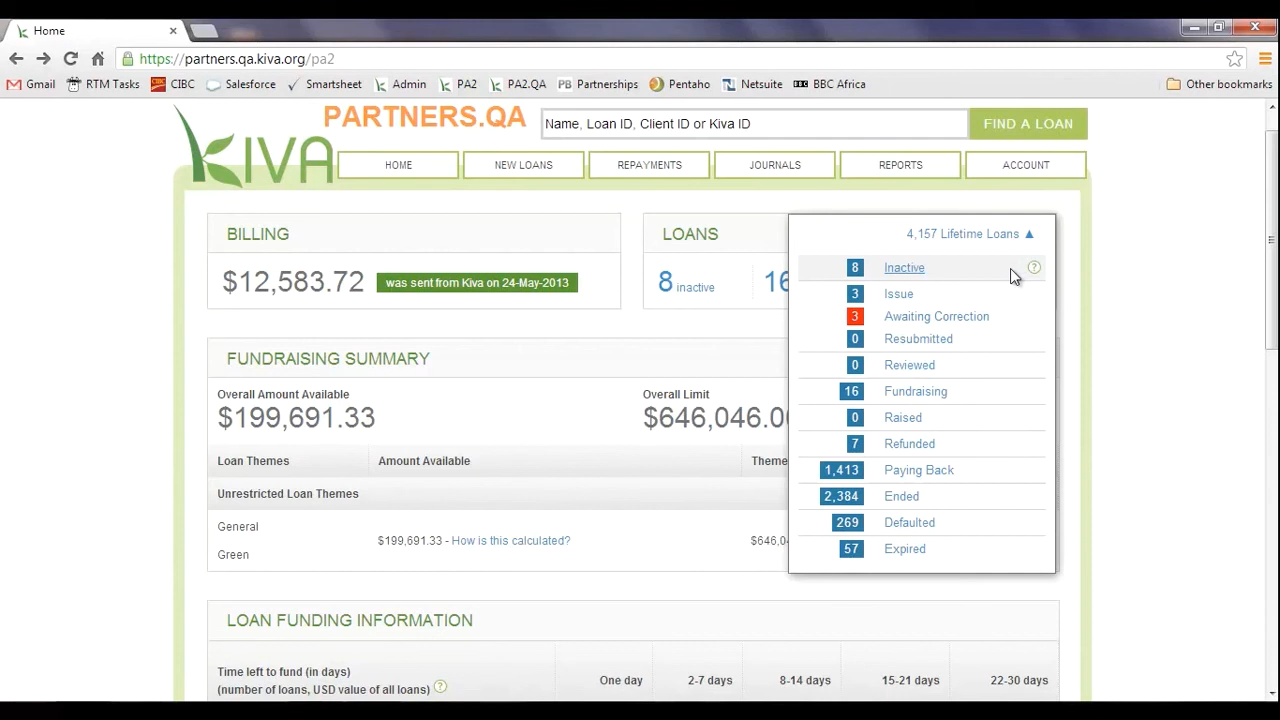 Home
https://partners.qa.kiva.org/pa2
Gmail RTM Tasks CIBC Salesforce Smartsheet Admin PA2 PA2.QA Partnerships Pentaho Netsuite BBC Africa Other bookmarks
PARTNERS.QA
Name, Loan ID, Client ID or Kiva ID
FIND A LOAN
KIVA
HOME NEW LOANS REPAYMENTS JOURNALS REPORTS ACCOUNT
BILLING
$12,583.72 was sent from Kiva on 24-May-2013
LOANS
8 inactive 16
4,157 Lifetime Loans ▲
8 Inactive ?
3 Issue
3 Awaiting Correction
0 Resubmitted
0 Reviewed
16 Fundraising
0 Raised
7 Refunded
1,413 Paying Back
2,384 Ended
269 Defaulted
57 Expired
FUNDRAISING SUMMARY
Overall Amount Available
$199,691.33
Overall Limit
$646,046.0
Loan Themes Amount Available Theme
Unrestricted Loan Themes
General
Green
$199,691.33 - How is this calculated?
$646,04
LOAN FUNDING INFORMATION
Time left to fund (in days)
(number of loans, USD value of all loans) ?
One day 2-7 days 8-14 days 15-21 days 22-30 days